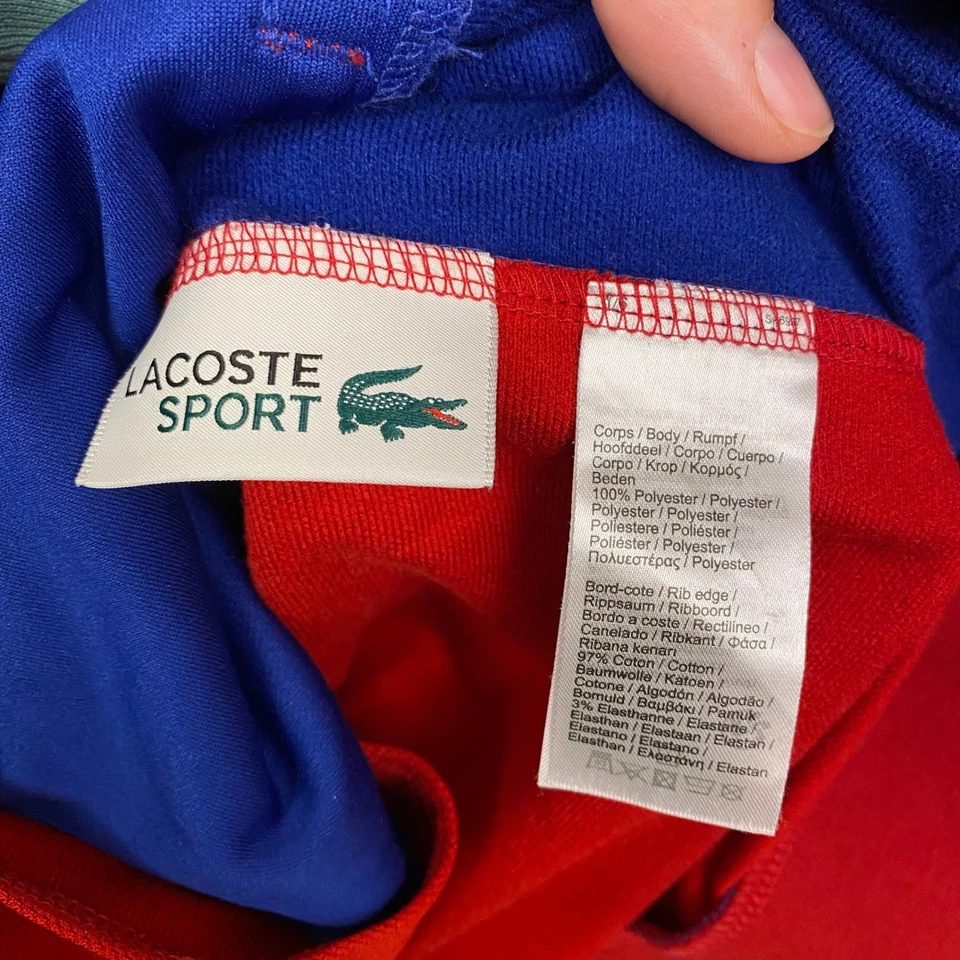 LACOSTE
SPORT
Corps / Body / Rumpf /
Hoofddeel / Corpo / Cuerpo /
Corpo / Krop / Κορμός /
Beden
100% Polyester / Polyester /
Polyester / Polyester /
Poliestere / Poliéster /
Poliéster / Polyester /
Πολυεστέρας / Polyester
Bord-cote / Rib edge /
Rippsaum / Ribboord /
Bordo a coste / Rectilineo /
Canelado / Ribkant / Φάσα /
Ribana kenarı
97% Coton / Cotton /
Baumwolle / Katoen /
Cotone / Algodón / Algodão /
Bomuld / Βαμβάκι / Pamuk
3% Elasthanne / Elastane /
Elasthan / Elastaan / Elastan /
Elastano / Elastano /
Elasthan / Ελαστάνη / Elastan